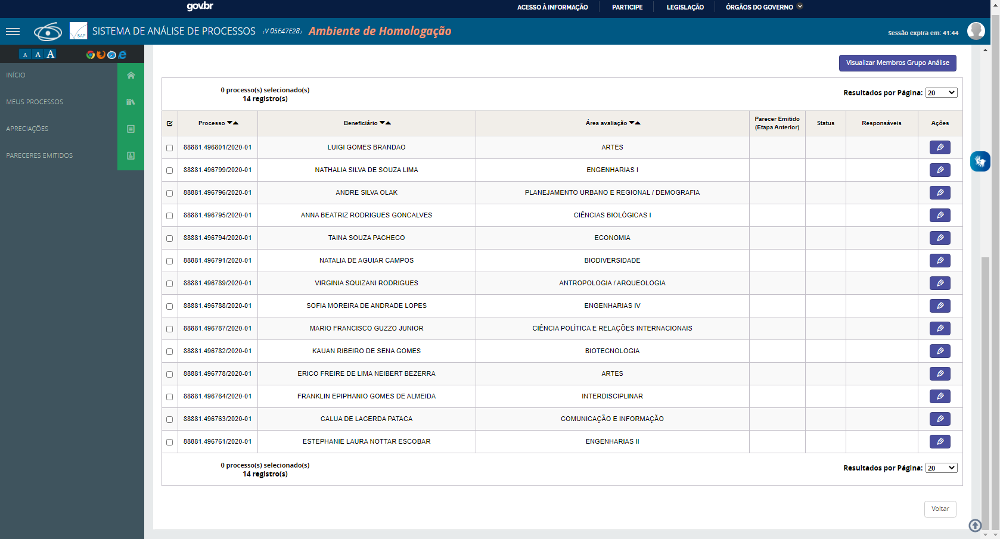 gov.br
ACESSO À INFORMAÇÃO PARTICIPE LEGISLAÇÃO ÓRGÃOS DO GOVERNO
SAP SISTEMA DE ANÁLISE DE PROCESSOS (V 05E47E28) Ambiente de Homologação
Sessão expira em: 41:44
A A A
INÍCIO
MEUS PROCESSOS
APRECIAÇÕES
PARECERES EMITIDOS
Visualizar Membros Grupo Análise
0 processo(s) selecionado(s)
14 registro(s)
Resultados por Página: 20
Processo Beneficiário Área avaliação Parecer Emitido (Etapa Anterior) Status Responsáveis Ações
88881.496801/2020-01 LUIGI GOMES BRANDAO ARTES
88881.496799/2020-01 NATHALIA SILVA DE SOUZA LIMA ENGENHARIAS I
88881.496796/2020-01 ANDRE SILVA OLAK PLANEJAMENTO URBANO E REGIONAL / DEMOGRAFIA
88881.496795/2020-01 ANNA BEATRIZ RODRIGUES GONCALVES CIÊNCIAS BIOLÓGICAS I
88881.496794/2020-01 TAINA SOUZA PACHECO ECONOMIA
88881.496791/2020-01 NATALIA DE AGUIAR CAMPOS BIODIVERSIDADE
88881.496789/2020-01 VIRGINIA SQUIZANI RODRIGUES ANTROPOLOGIA / ARQUEOLOGIA
88881.496788/2020-01 SOFIA MOREIRA DE ANDRADE LOPES ENGENHARIAS IV
88881.496787/2020-01 MARIO FRANCISCO GUZZO JUNIOR CIÊNCIA POLÍTICA E RELAÇÕES INTERNACIONAIS
88881.496782/2020-01 KAUAN RIBEIRO DE SENA GOMES BIOTECNOLOGIA
88881.496778/2020-01 ERICO FREIRE DE LIMA NEIBERT BEZERRA ARTES
88881.496764/2020-01 FRANKLIN EPIPHANIO GOMES DE ALMEIDA INTERDISCIPLINAR
88881.496763/2020-01 CALUA DE LACERDA PATACA COMUNICAÇÃO E INFORMAÇÃO
88881.496761/2020-01 ESTEPHANIE LAURA NOTTAR ESCOBAR ENGENHARIAS II
0 processo(s) selecionado(s)
14 registro(s)
Resultados por Página: 20
Voltar